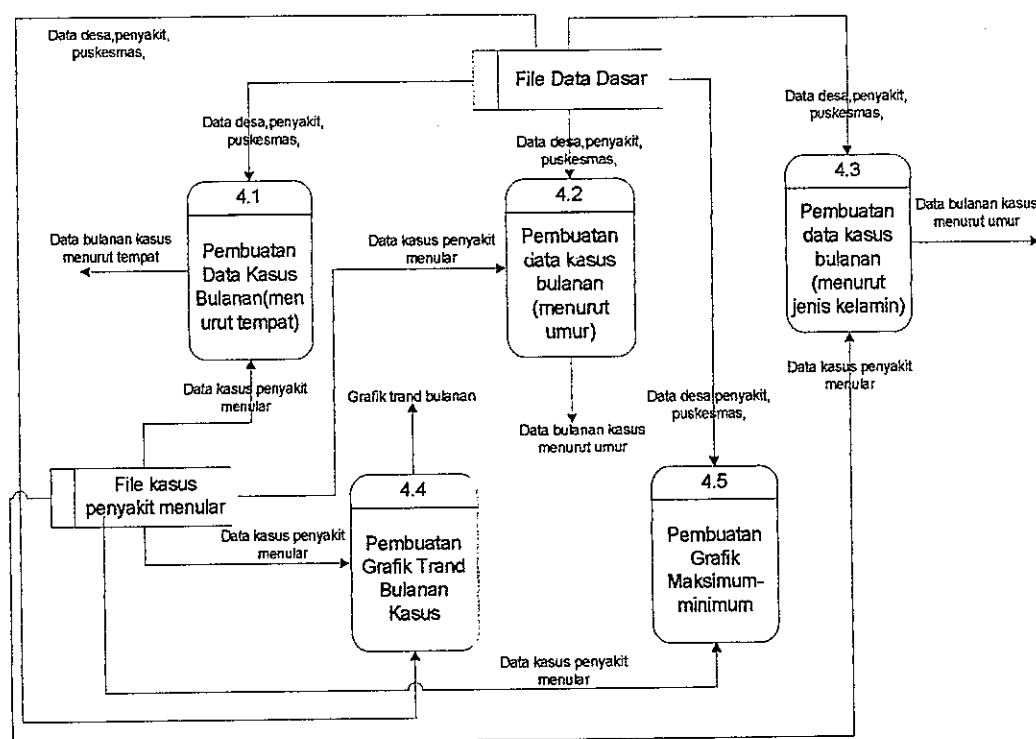 Data desa,penyakit,
puskesmas,
File Data Dasar
Data desa,penyakit,
puskesmas,
Data desa,penyakit,
puskesmas,
Data desa,penyakit,
puskesmas,
4.1
Pembuatan
Data Kasus
Bulanan(men
urut tempat)
4.2
Pembuatan
data kasus
bulanan
(menurut
umur)
4.3
Pembuatan
data kasus
bulanan
(menurut
jenis kelamin)
Data bulanan kasus
menurut umur
Data bulanan kasus
menurut tempat
Data kasus penyakit
menular
Data kasus penyakit
menular
Data kasus penyakit
menular
Grafik trand bulanan
Data bulanan kasus
menurut umur
Data desa,penyakit,
puskesmas,
File kasus
penyakit menular
4.4
Pembuatan
Grafik Trand
Bulanan
Kasus
4.5
Pembuatan
Grafik
Maksimum-
minimum
Data kasus penyakit
menular
Data kasus penyakit
menular